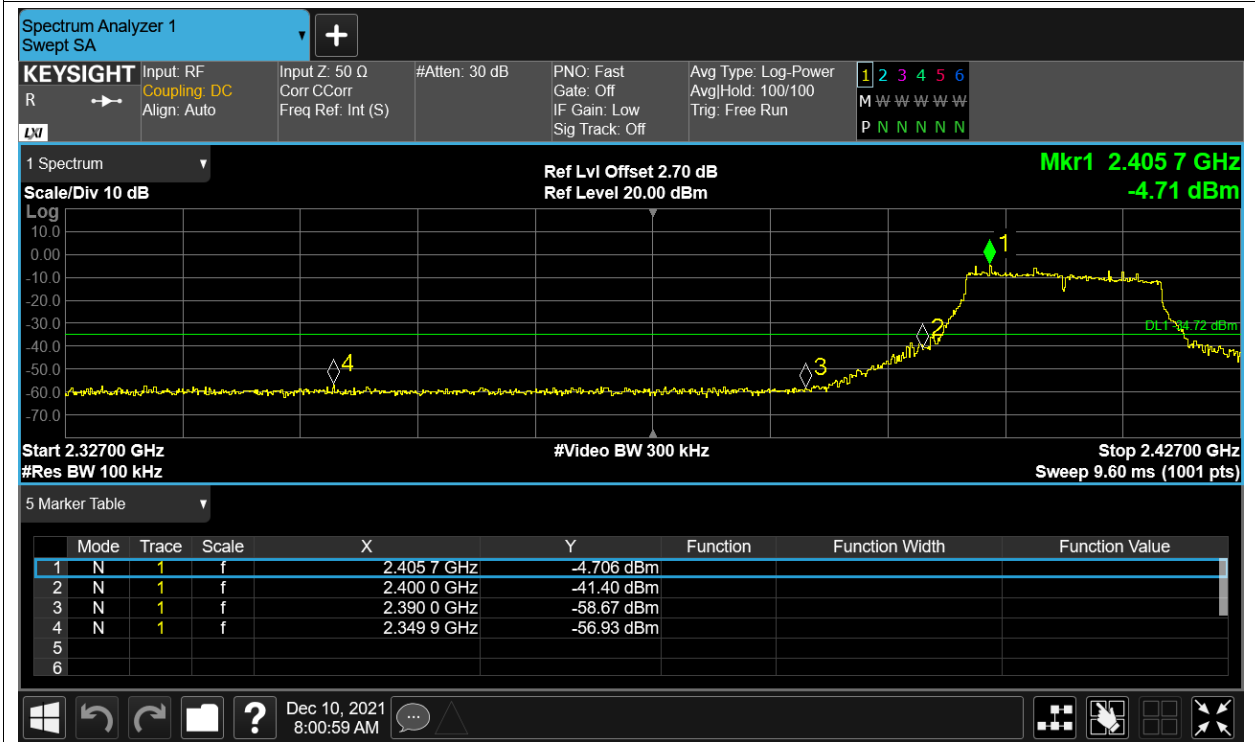 Spectrum Analyzer 1
Swept SA
+
KEYSIGHT
R
LXI
Input: RF
Coupling: DC
Align: Auto
Input Z: 50 Ω
Corr CCorr
Freq Ref: Int (S)
#Atten: 30 dB
PNO: Fast
Gate: Off
IF Gain: Low
Sig Track: Off
Avg Type: Log-Power
Avg|Hold: 100/100
Trig: Free Run
1 2 3 4 5 6
M W W W W W
P N N N N N
1 Spectrum
Scale/Div 10 dB
Ref Lvl Offset 2.70 dB
Ref Level 20.00 dBm
Mkr1 2.405 7 GHz
-4.71 dBm
Log
10.0
0.00
-10.0
-20.0
-30.0
-40.0
-50.0
-60.0
-70.0
1
2
3
4
DL1 -34.72 dBm
Start 2.32700 GHz
#Res BW 100 kHz
#Video BW 300 kHz
Stop 2.42700 GHz
Sweep 9.60 ms (1001 pts)
5 Marker Table
Mode Trace Scale X Y Function Function Width Function Value
1 N 1 f 2.405 7 GHz -4.706 dBm
2 N 1 f 2.400 0 GHz -41.40 dBm
3 N 1 f 2.390 0 GHz -58.67 dBm
4 N 1 f 2.349 9 GHz -56.93 dBm
5
6
?
Dec 10, 2021
8:00:59 AM